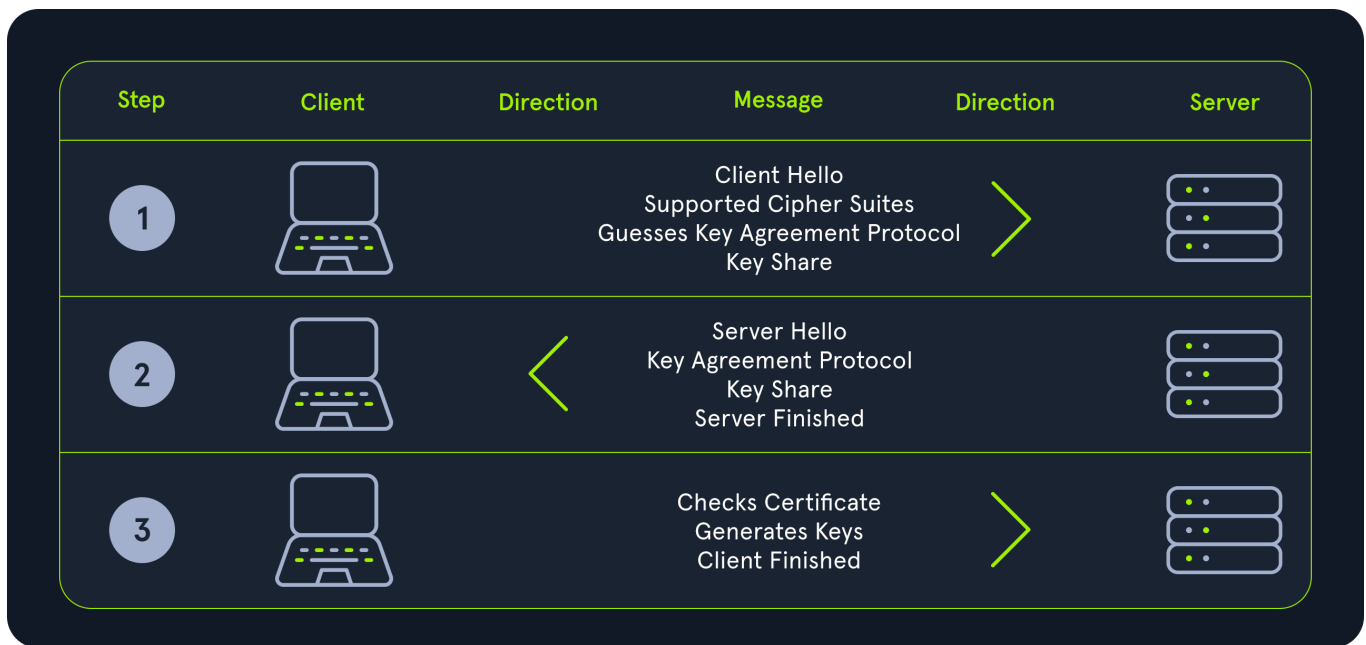 Step Client Direction Message Direction Server
1
Client Hello
Supported Cipher Suites
Guesses Key Agreement Protocol
Key Share
2
Server Hello
Key Agreement Protocol
Key Share
Server Finished
3
Checks Certificate
Generates Keys
Client Finished